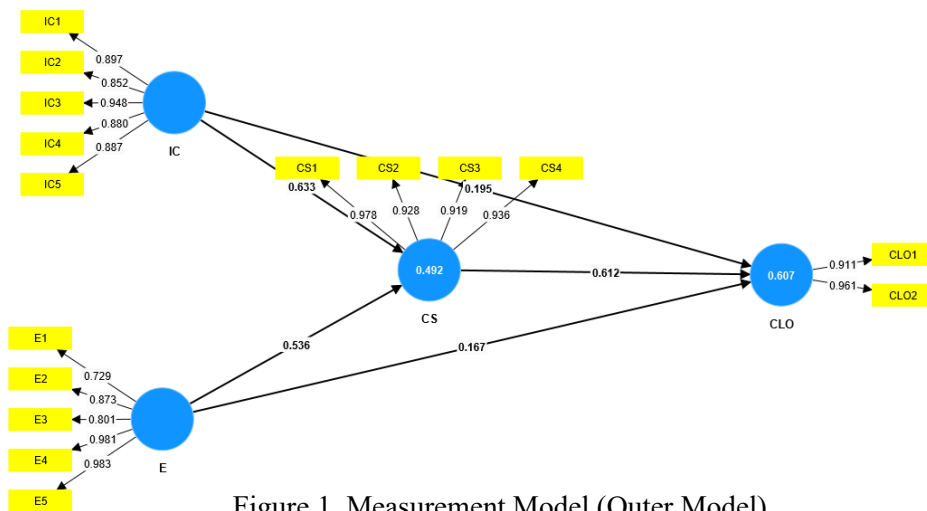 IC1
IC2
IC3
IC4
IC5
0.897
0.852
0.948
0.880
0.887
IC
CS1
CS2
CS3
CS4
0.633
0.195
0.978
0.928
0.919
0.936
0.492
CS
0.612
0.607
CLO
0.911
0.961
CLO1
CLO2
0.536
0.167
E1
E2
E3
E4
E5
0.729
0.873
0.801
0.981
0.983
E
Figure 1. Measurement Model (Outer Model)